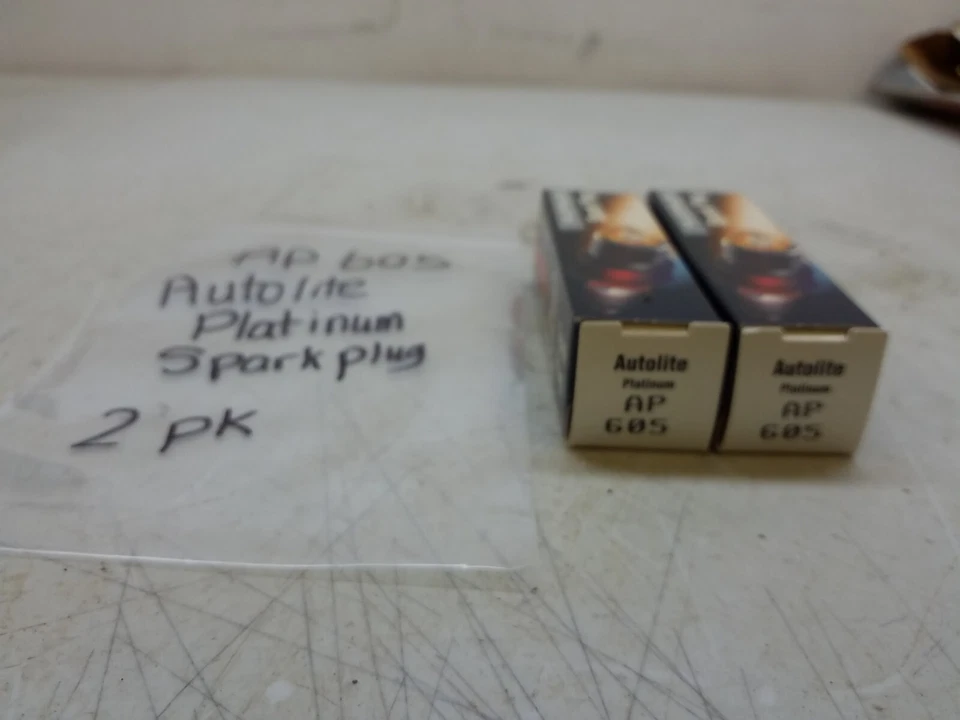 AP 605
Autolite
Platinum
Spark plug
2 PK
Autolite
Platinum
AP
605
Autolite
Platinum
AP
605